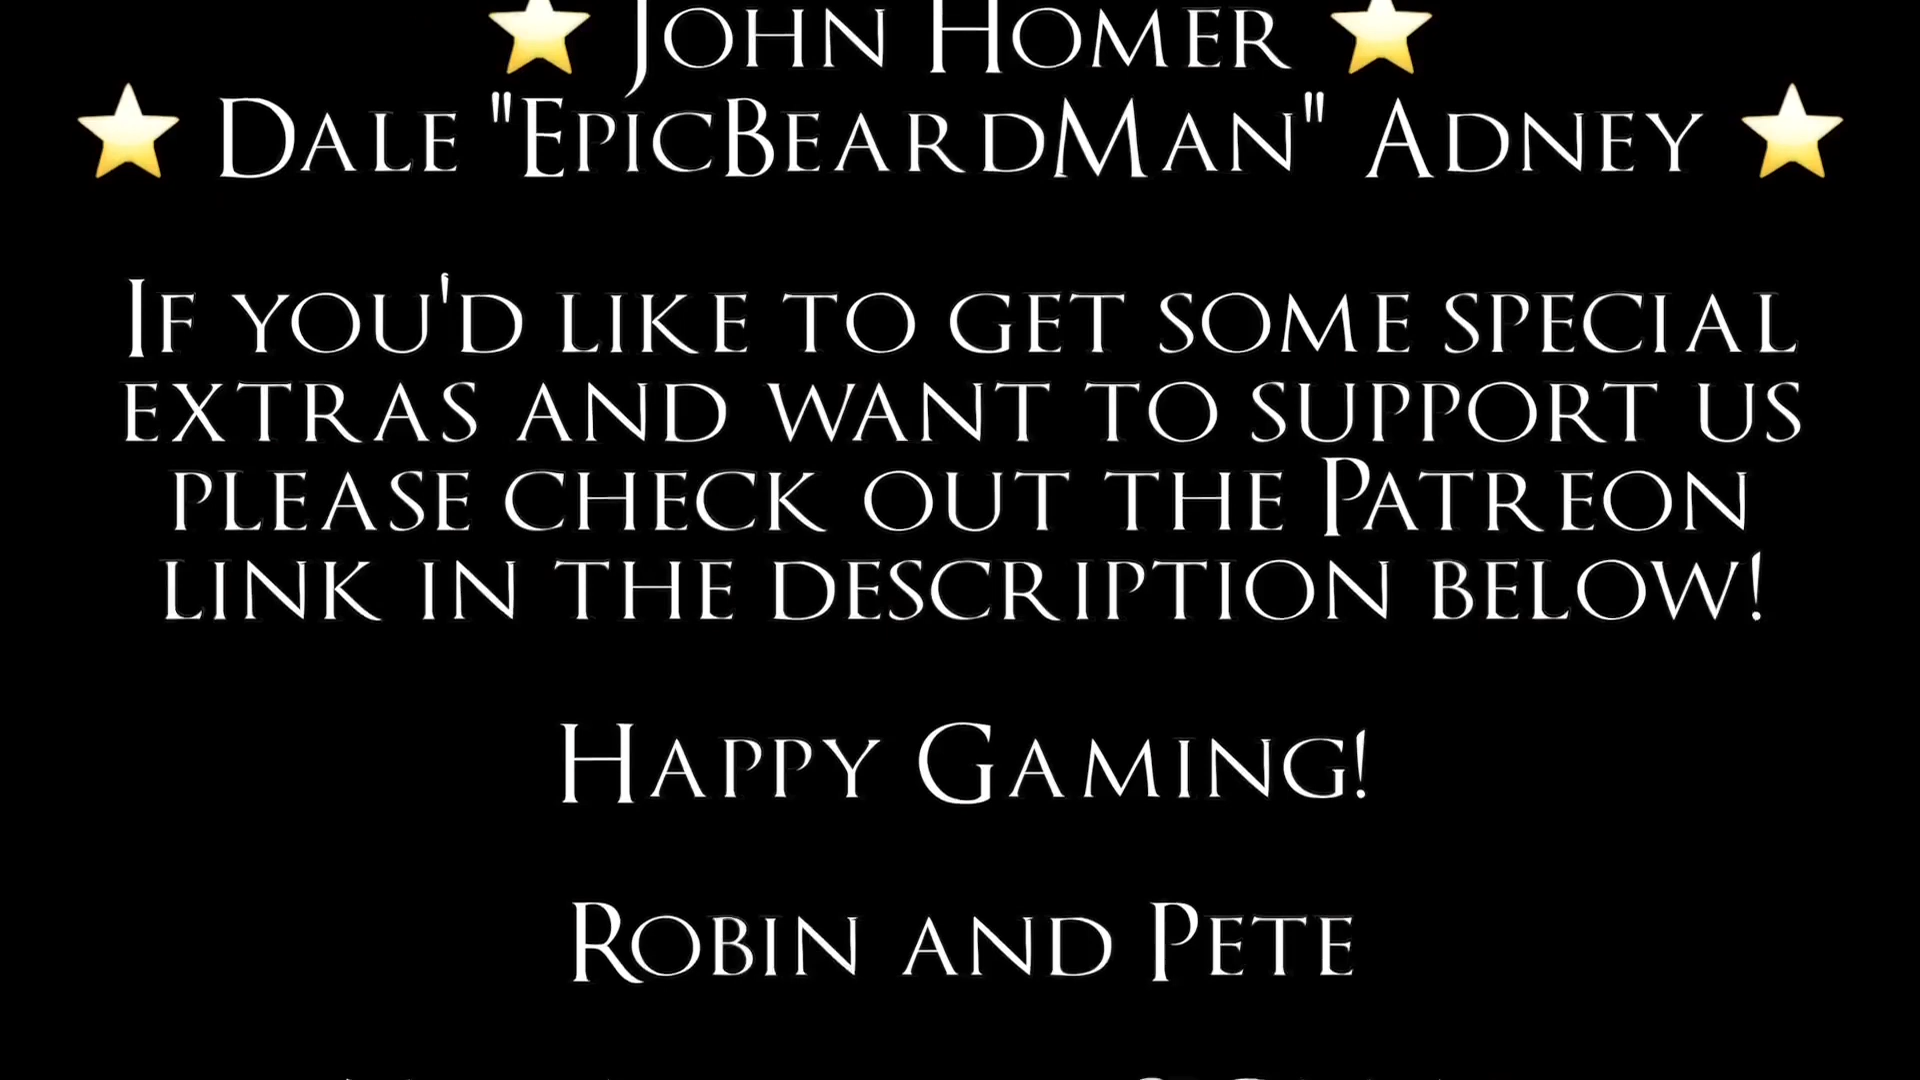 ⭐ John Homer ⭐
⭐ Dale "EpicBeardMan" Adney ⭐
If you'd like to get some special
extras and want to support us
please check out the Patreon
link in the description below!
Happy Gaming!
Robin and Pete